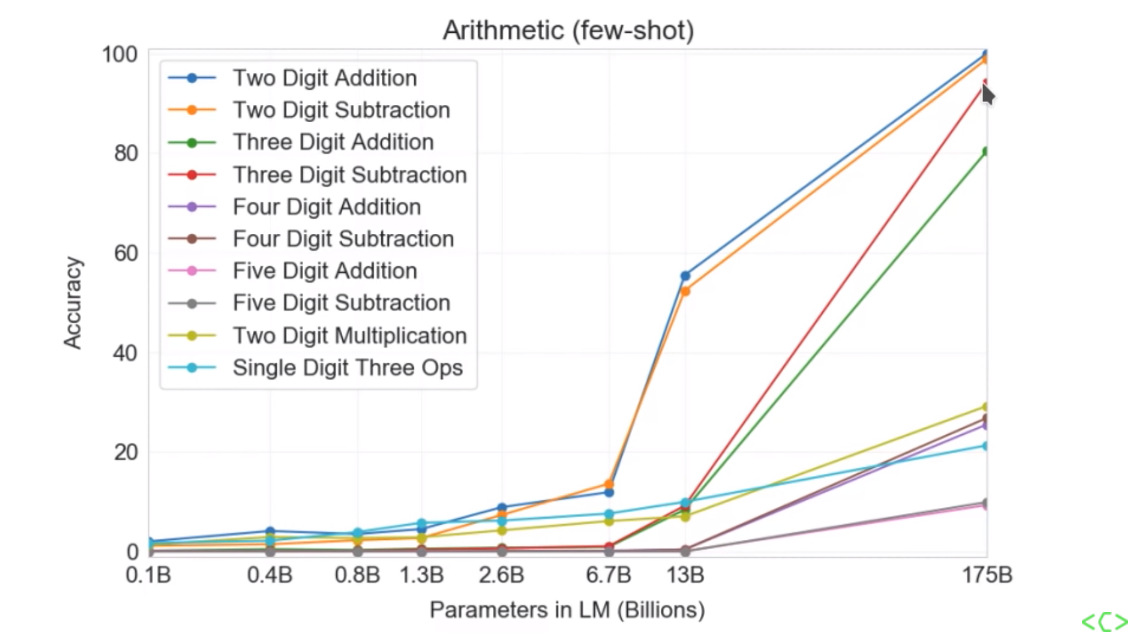 Arithmetic (few-shot)
100
80
60
40
20
0
Accuracy
Two Digit Addition
Two Digit Subtraction
Three Digit Addition
Three Digit Subtraction
Four Digit Addition
Four Digit Subtraction
Five Digit Addition
Five Digit Subtraction
Two Digit Multiplication
Single Digit Three Ops
0.1B 0.4B 0.8B 1.3B 2.6B 6.7B 13B 175B
Parameters in LM (Billions)
<C>